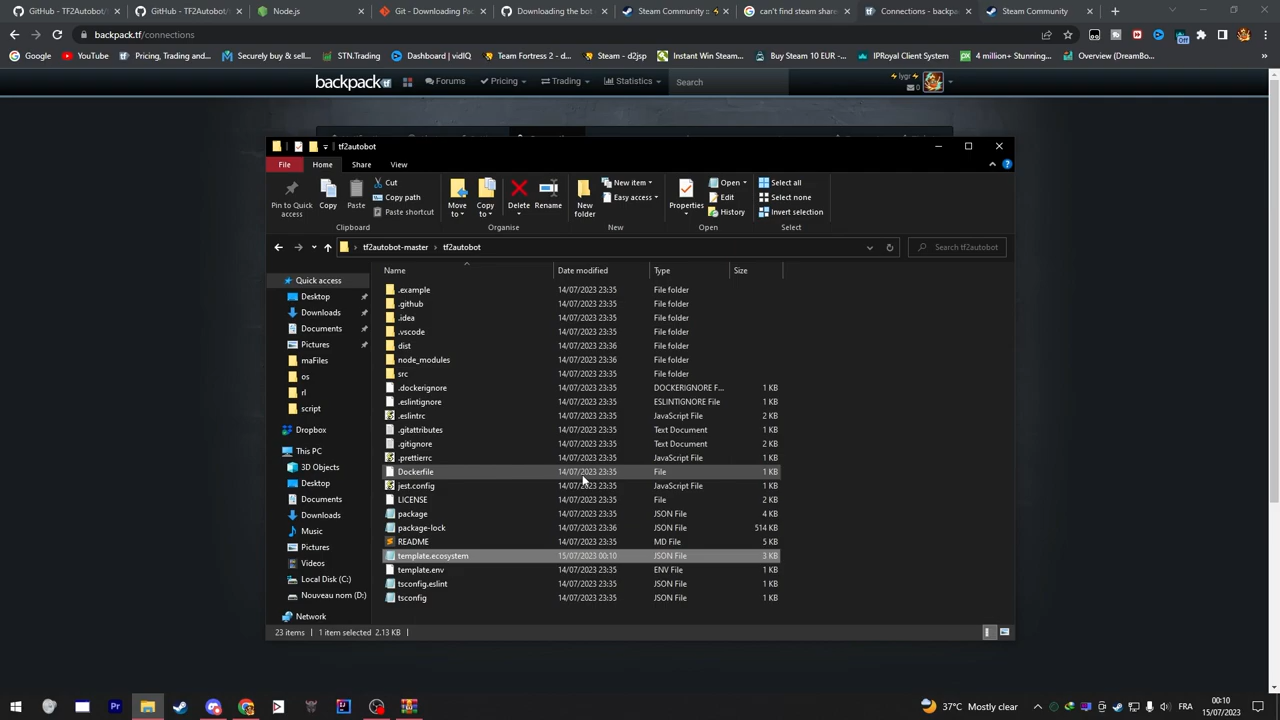 GitHub - TF2Autobot
GitHub - TF2Autobot/
Node.js
Git - Downloading Pac
Downloading the bot ·
Steam Community
can't find steam share
Connections - backpa
Steam Community
backpack.tf/connections
Google
YouTube
Pricing, Trading and...
Securely buy & sell...
STN.Trading
Dashboard | vidIQ
Team Fortress 2 - d...
Steam - d2jsp
Instant Win Steam...
Buy Steam 10 EUR -...
IPRoyal Client System
4 million+ Stunning...
Overview (DreamBo...
backpack.tf
Forums
Pricing
Trading
Statistics
Search
lygr
0
tf2autobot
File
Home
Share
View
Pin to Quick access
Copy
Paste
Cut
Copy path
Paste shortcut
Move to
Copy to
Delete
Rename
New folder
New item
Easy access
Properties
Open
Edit
History
Select all
Select none
Invert selection
Clipboard
Organise
New
Open
Select
tf2autobot-master
tf2autobot
Search tf2autobot
Quick access
Desktop
Downloads
Documents
Pictures
maFiles
os
rl
script
Dropbox
This PC
3D Objects
Desktop
Documents
Downloads
Music
Pictures
Videos
Local Disk (C:)
Nouveau nom (D:)
Network
Name Date modified Type Size
.example 14/07/2023 23:35 File folder
.github 14/07/2023 23:35 File folder
.idea 14/07/2023 23:35 File folder
.vscode 14/07/2023 23:35 File folder
dist 14/07/2023 23:36 File folder
node_modules 14/07/2023 23:36 File folder
src 14/07/2023 23:35 File folder
.dockerignore 14/07/2023 23:35 DOCKERIGNORE F... 1 KB
.eslintignore 14/07/2023 23:35 ESLINTIGNORE File 1 KB
.eslintrc 14/07/2023 23:35 JavaScript File 2 KB
.gitattributes 14/07/2023 23:35 Text Document 1 KB
.gitignore 14/07/2023 23:35 Text Document 2 KB
.prettierrc 14/07/2023 23:35 JavaScript File 1 KB
Dockerfile 14/07/2023 23:35 File 1 KB
jest.config 14/07/2023 23:35 JavaScript File 1 KB
LICENSE 14/07/2023 23:35 File 2 KB
package 14/07/2023 23:35 JSON File 4 KB
package-lock 14/07/2023 23:36 JSON File 514 KB
README 14/07/2023 23:35 MD File 5 KB
template.ecosystem 15/07/2023 00:10 JSON File 3 KB
template.env 14/07/2023 23:35 ENV File 1 KB
tsconfig.eslint 14/07/2023 23:35 JSON File 1 KB
tsconfig 14/07/2023 23:35 JSON File 1 KB
23 items
1 item selected 2.13 KB
37°C Mostly clear
FRA
00:10
15/07/2023